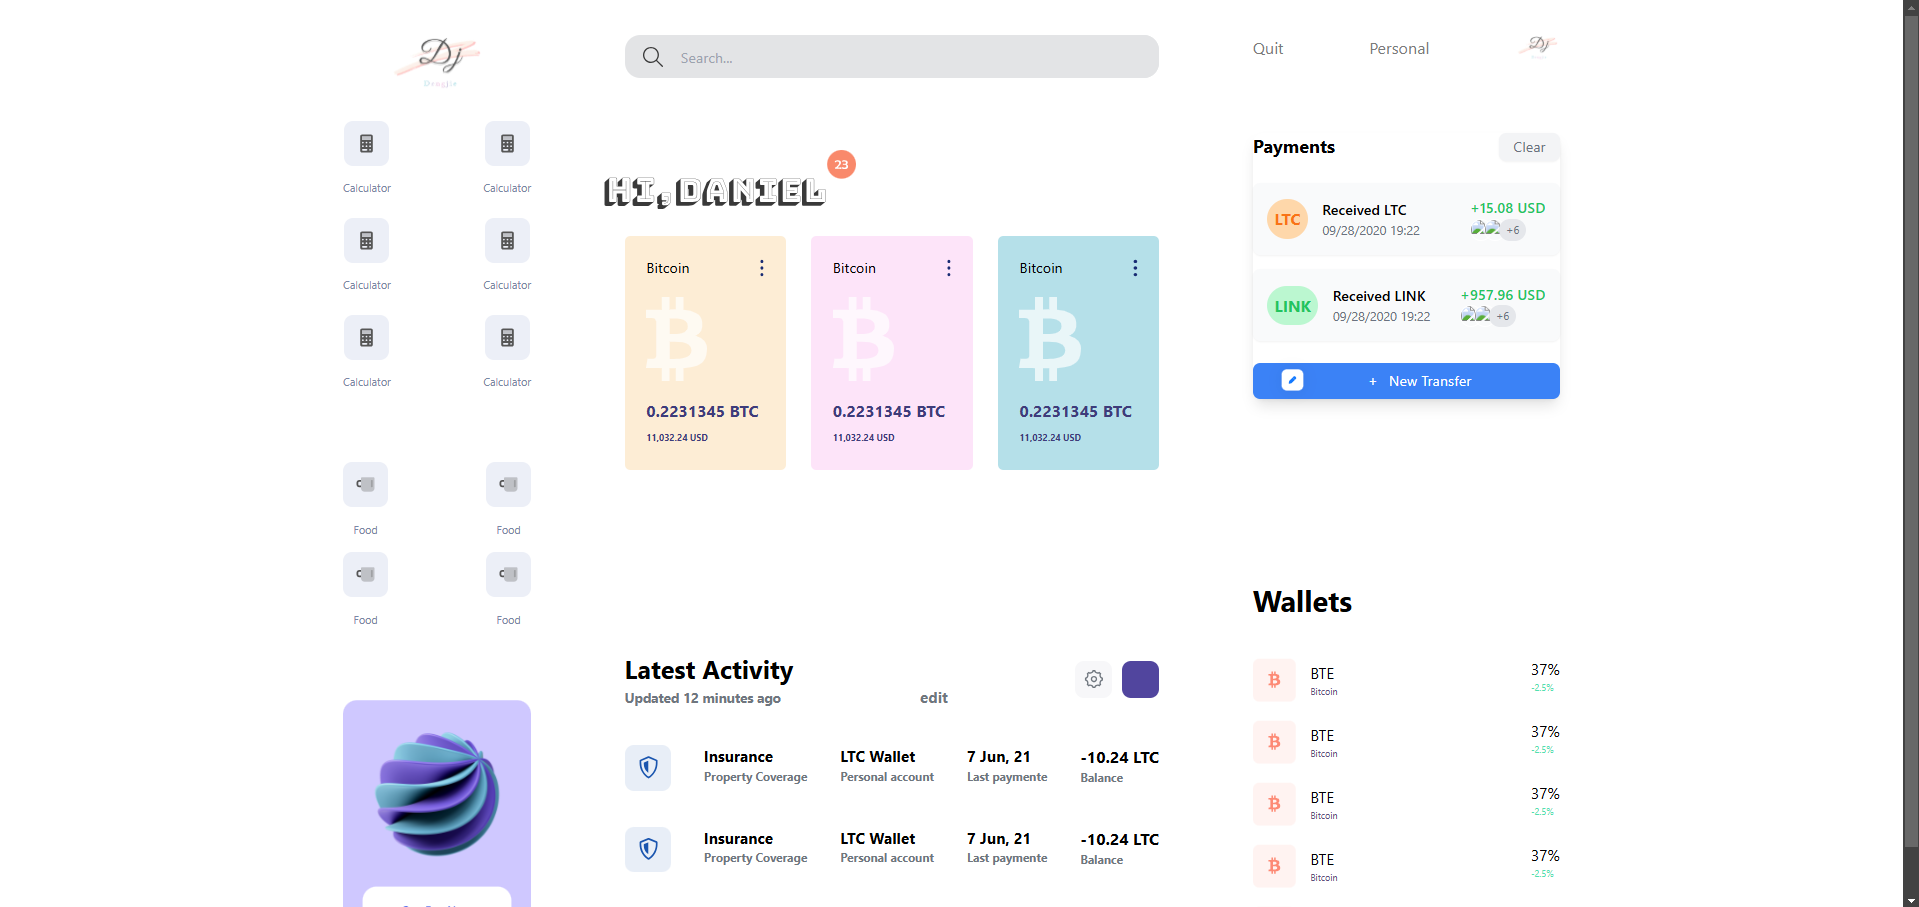 Dj
DengJie
Search...
Quit
Personal
Dj
Calculator
Calculator
Calculator
Calculator
Calculator
Calculator
Food
Food
Food
Food
HI,DANIEL
23
Bitcoin
0.2231345 BTC
11,032.24 USD
Bitcoin
0.2231345 BTC
11,032.24 USD
Bitcoin
0.2231345 BTC
11,032.24 USD
Latest Activity
Updated 12 minutes ago
edit
Insurance
Property Coverage
LTC Wallet
Personal account
7 Jun, 21
Last paymente
-10.24 LTC
Balance
Insurance
Property Coverage
LTC Wallet
Personal account
7 Jun, 21
Last paymente
-10.24 LTC
Balance
Payments
Clear
LTC
Received LTC
09/28/2020 19:22
+15.08 USD
+6
LINK
Received LINK
09/28/2020 19:22
+957.96 USD
+6
+ New Transfer
Wallets
BTE
Bitcoin
37%
-2.5%
BTE
Bitcoin
37%
-2.5%
BTE
Bitcoin
37%
-2.5%
BTE
Bitcoin
37%
-2.5%